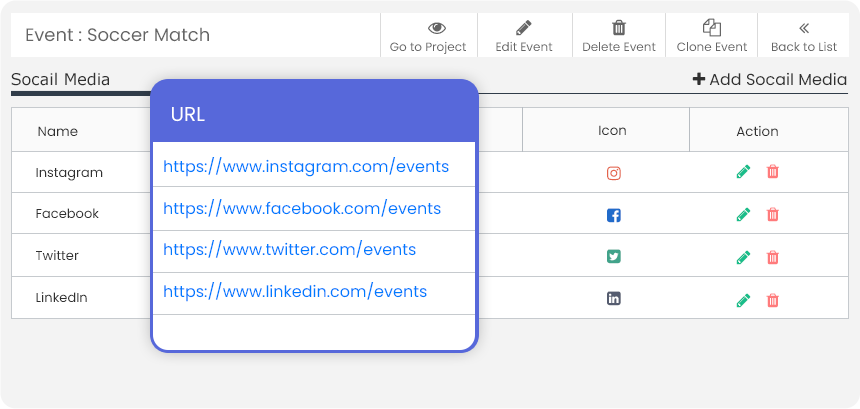 Event : Soccer Match
Go to Project
Edit Event
Delete Event
Clone Event
Back to List
Socail Media
Add Socail Media
Name URL Icon Action
Instagram https://www.instagram.com/events
Facebook https://www.facebook.com/events
Twitter https://www.twitter.com/events
LinkedIn https://www.linkedin.com/events